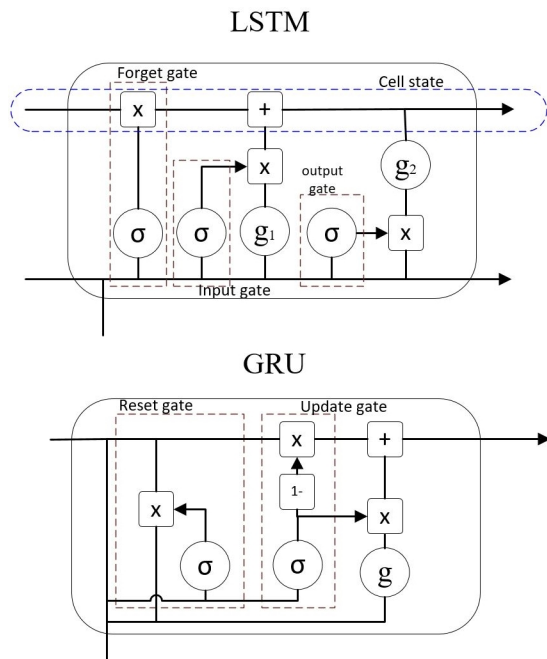 LSTM
Forget gate
Cell state
x
+
x
g₂
output
gate
σ
σ
g₁
σ
x
Input gate
GRU
Reset gate
Update gate
x
+
1-
x
x
σ
σ
g